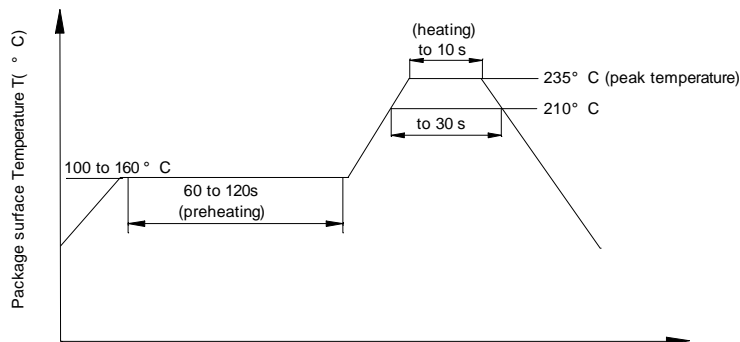 (heating)
to 10 s
235° C (peak temperature)
210° C
to 30 s
100 to 160° C
60 to 120s
(preheating)
Package surface Temperature T( ° C)